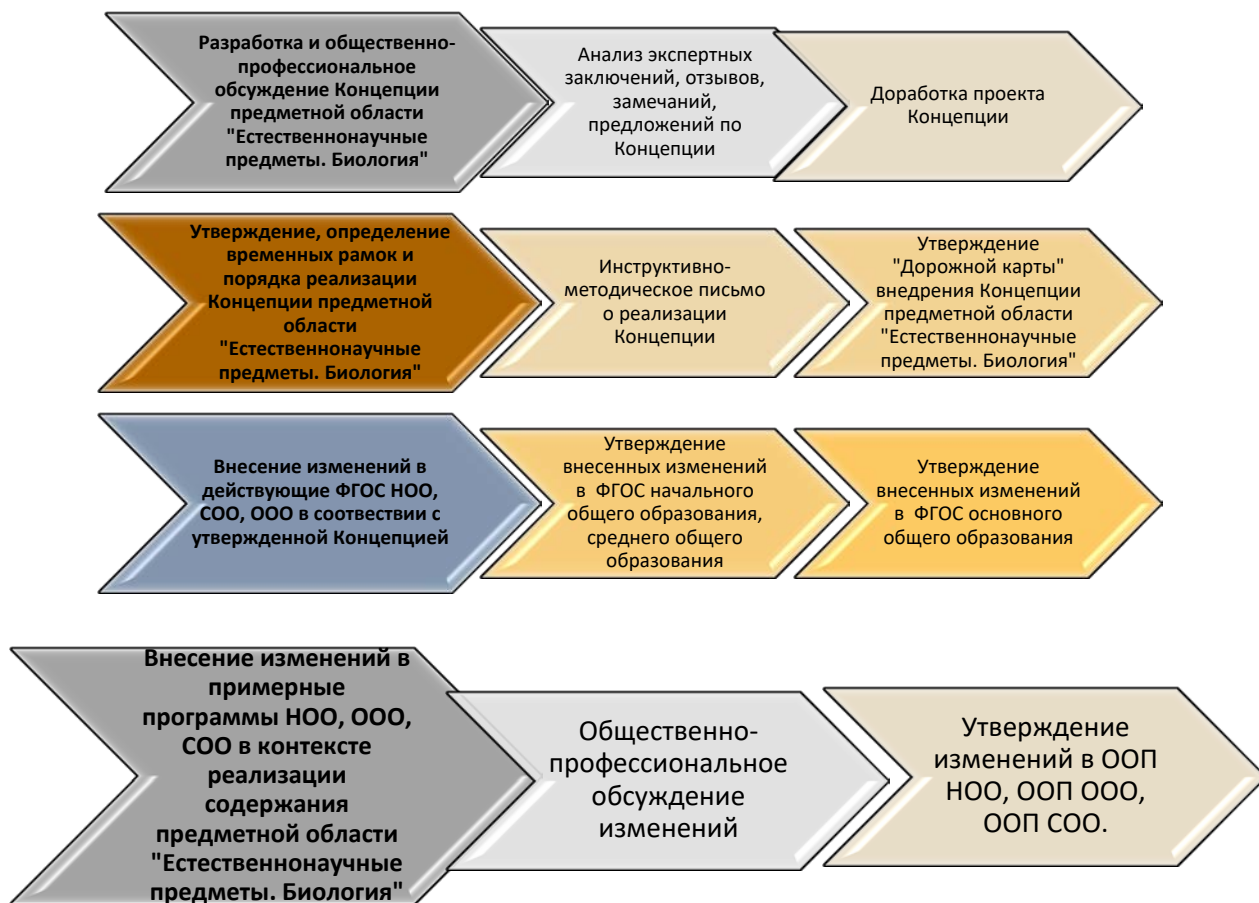 Разработка и общественно-
профессиональное
обсуждение Концепции
предметной области
"Естественнонаучные
предметы. Биология"
Анализ экспертных
заключений, отзывов,
замечаний,
предложений по
Концепции
Доработка проекта
Концепции
Утверждение, определение
временных рамок и
порядка реализации
Концепции предметной
области
"Естественнонаучные
предметы. Биология"
Инструктивно-
методическое письмо
о реализации
Концепции
Утверждение
"Дорожной карты"
внедрения Концепции
предметной области
"Естественнонаучные
предметы. Биология"
Внесение изменений в
действующие ФГОС НОО,
СОО, ООО в соотвествии с
утвержденной Концепцией
Утверждение
внесенных изменений
в ФГОС начального
общего образования,
среднего общего
образования
Утверждение
внесенных изменений
в ФГОС основного
общего образования
Внесение изменений в
примерные
программы НОО, ООО,
СОО в контексте
реализации
содержания
предметной области
"Естественнонаучные
предметы. Биология"
Общественно-
профессиональное
обсуждение
изменений
Утверждение
изменений в ООП
НОО, ООП ООО,
ООП СОО.